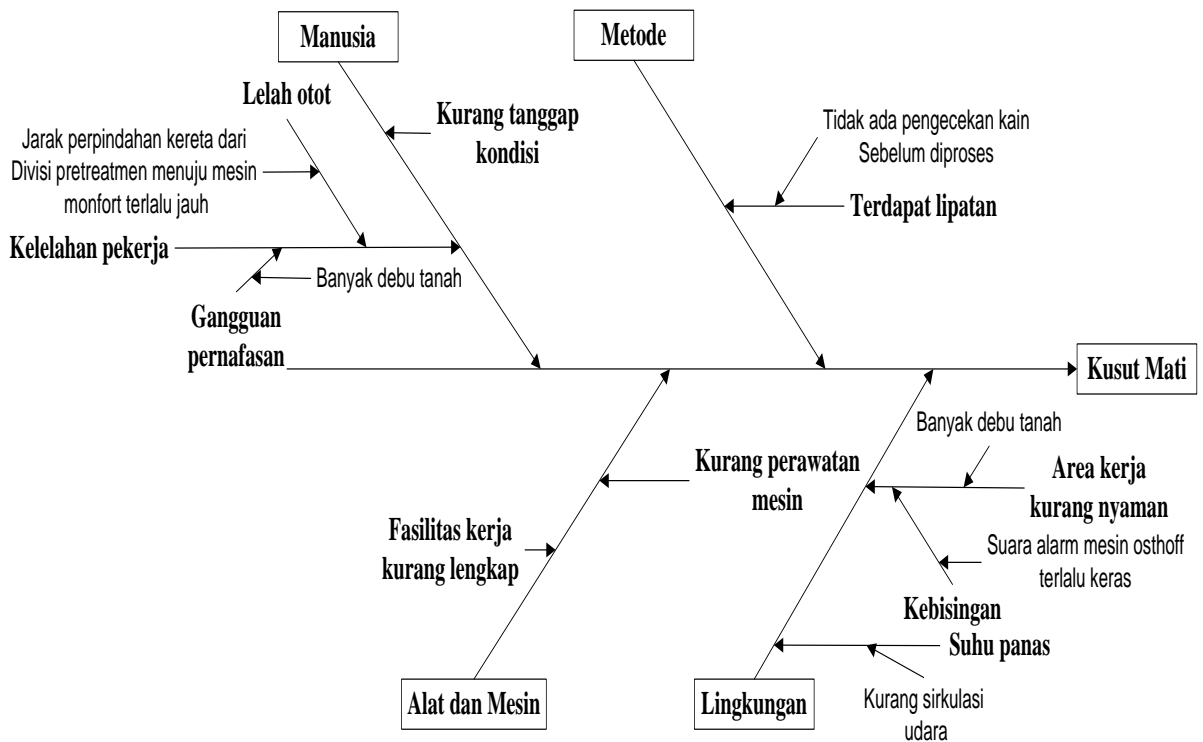 Manusia
Metode
Lelah otot
Kurang tanggap
kondisi
Jarak perpindahan kereta dari
Divisi pretreatmen menuju mesin
monfort terlalu jauh
Tidak ada pengecekan kain
Sebelum diproses
Terdapat lipatan
Kelelahan pekerja
Banyak debu tanah
Gangguan
pernafasan
Kusut Mati
Banyak debu tanah
Kurang perawatan
mesin
Area kerja
kurang nyaman
Fasilitas kerja
kurang lengkap
Suara alarm mesin osthoff
terlalu keras
Kebisingan
Suhu panas
Alat dan Mesin
Lingkungan
Kurang sirkulasi
udara